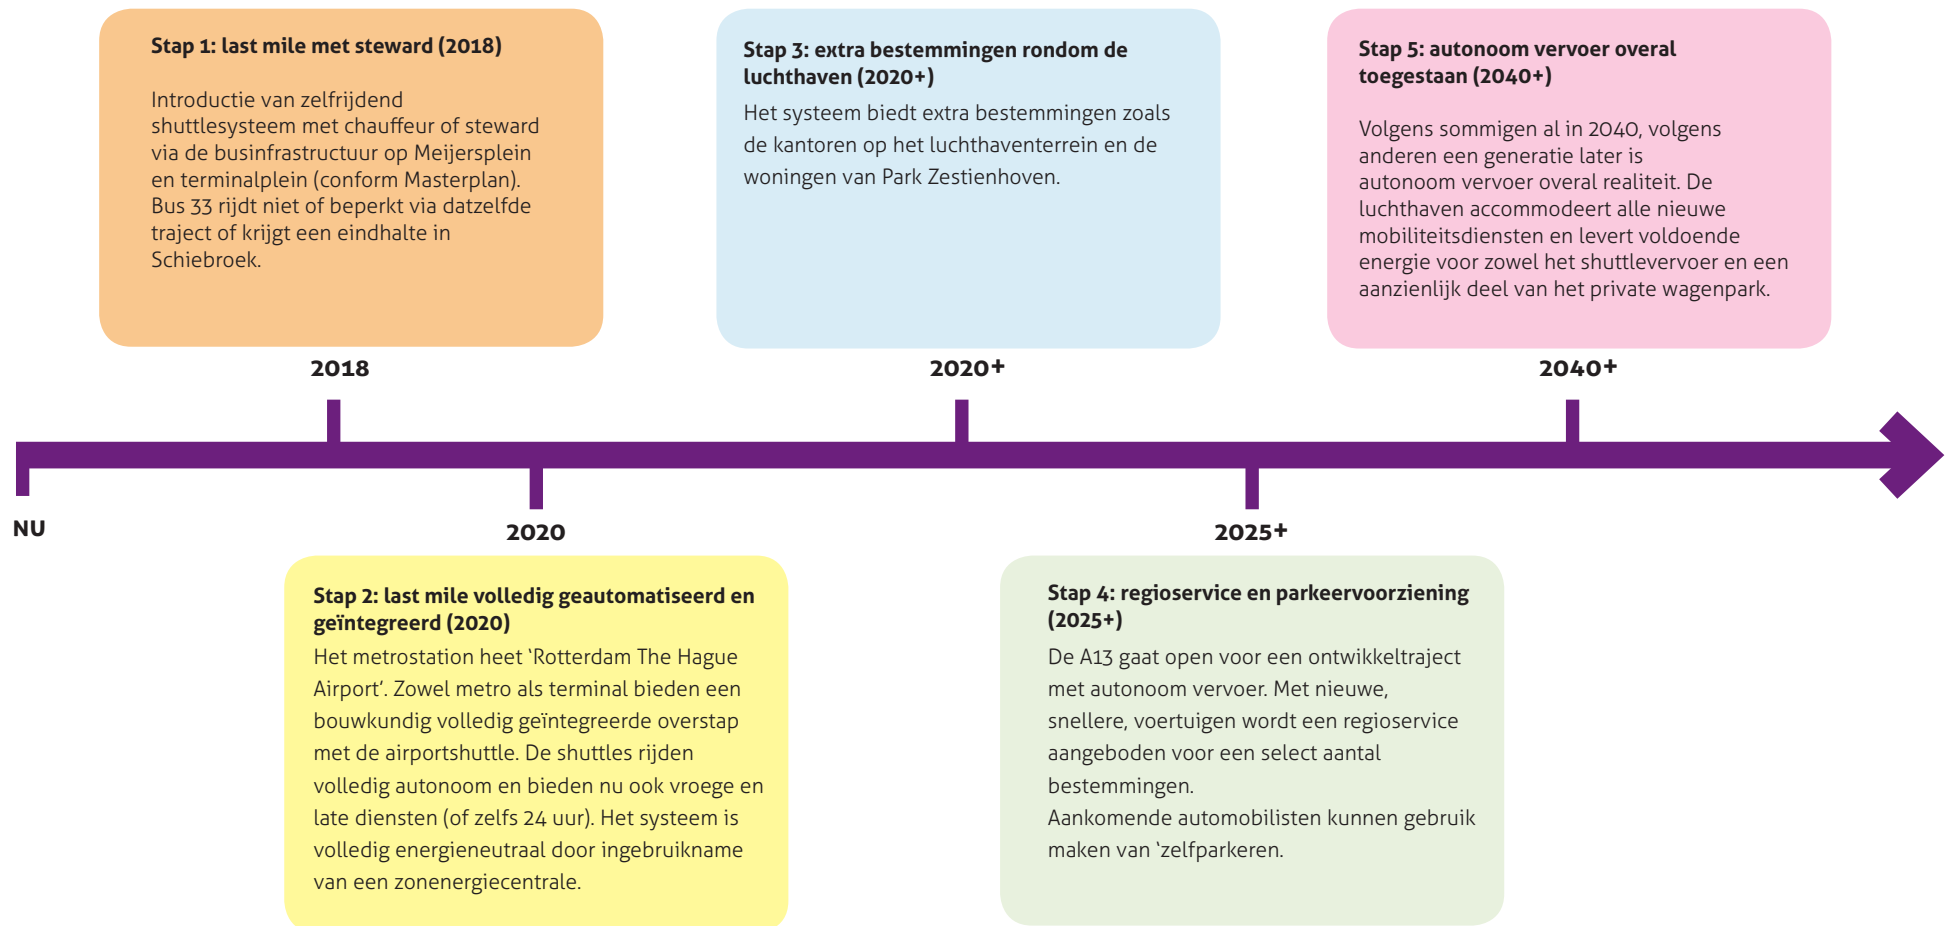 Stap 1: last mile met steward (2018)
Introductie van zelfrijdend
shuttlesysteem met chauffeur of steward
via de businfrastructuur op Meijersplein
en terminalplein (conform Masterplan).
Bus 33 rijdt niet of beperkt via datzelfde
traject of krijgt een eindhalte in
Schiebroek.
Stap 3: extra bestemmingen rondom de
luchthaven (2020+)
Het systeem biedt extra bestemmingen zoals
de kantoren op het luchthaventerrein en de
woningen van Park Zestienhoven.
Stap 5: autonoom vervoer overal
toegestaan (2040+)
Volgens sommigen al in 2040, volgens
anderen een generatie later is
autonoom vervoer overal realiteit. De
luchthaven accommodeert alle nieuwe
mobiliteitsdiensten en levert voldoende
energie voor zowel het shuttlevervoer en een
aanzienlijk deel van het private wagenpark.
2018
2020+
2040+
NU
2020
2025+
Stap 2: last mile volledig geautomatiseerd en
geïntegreerd (2020)
Het metrostation heet ‘Rotterdam The Hague
Airport’. Zowel metro als terminal bieden een
bouwkundig volledig geïntegreerde overstap
met de airportshuttle. De shuttles rijden
volledig autonoom en bieden nu ook vroege en
late diensten (of zelfs 24 uur). Het systeem is
volledig energieneutraal door ingebruikname
van een zonenergiecentrale.
Stap 4: regioservice en parkeervoorziening
(2025+)
De A13 gaat open voor een ontwikkeltraject
met autonoom vervoer. Met nieuwe,
snellere, voertuigen wordt een regioservice
aangeboden voor een select aantal
bestemmingen.
Aankomende automobilisten kunnen gebruik
maken van ‘zelfparkeren.